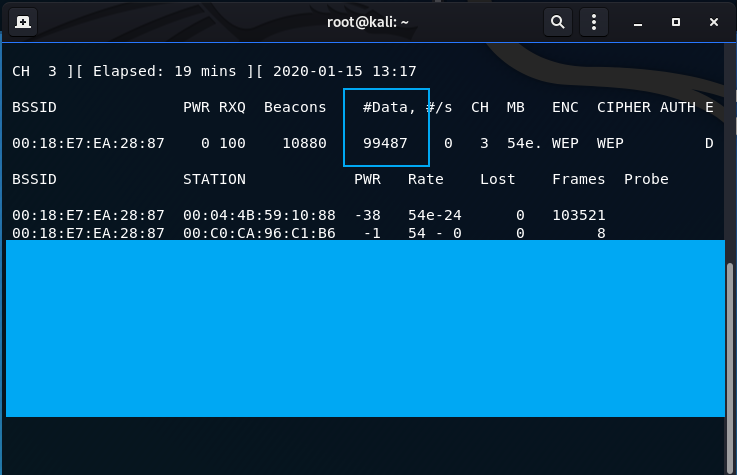 root@kali: ~
CH  3 ][ Elapsed: 19 mins ][ 2020-01-15 13:17
BSSID              PWR RXQ  Beacons    #Data, #/s  CH  MB   ENC  CIPHER AUTH E
00:18:E7:EA:28:87    0 100    10880    99487    0   3  54e. WEP  WEP         D
BSSID              STATION            PWR   Rate    Lost    Frames  Probe
00:18:E7:EA:28:87  00:04:4B:59:10:88  -38   54e-24      0   103521
00:18:E7:EA:28:87  00:C0:CA:96:C1:B6   -1   54 - 0      0        8